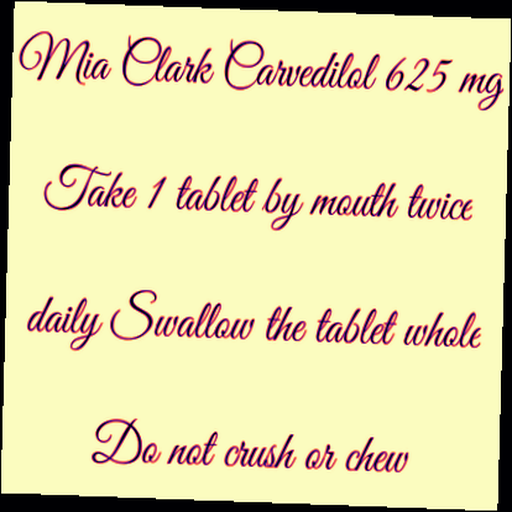 Mia Clark Carvedilol 625 mg
Take 1 tablet by mouth twice
daily Swallow the tablet whole
Do not crush or chew